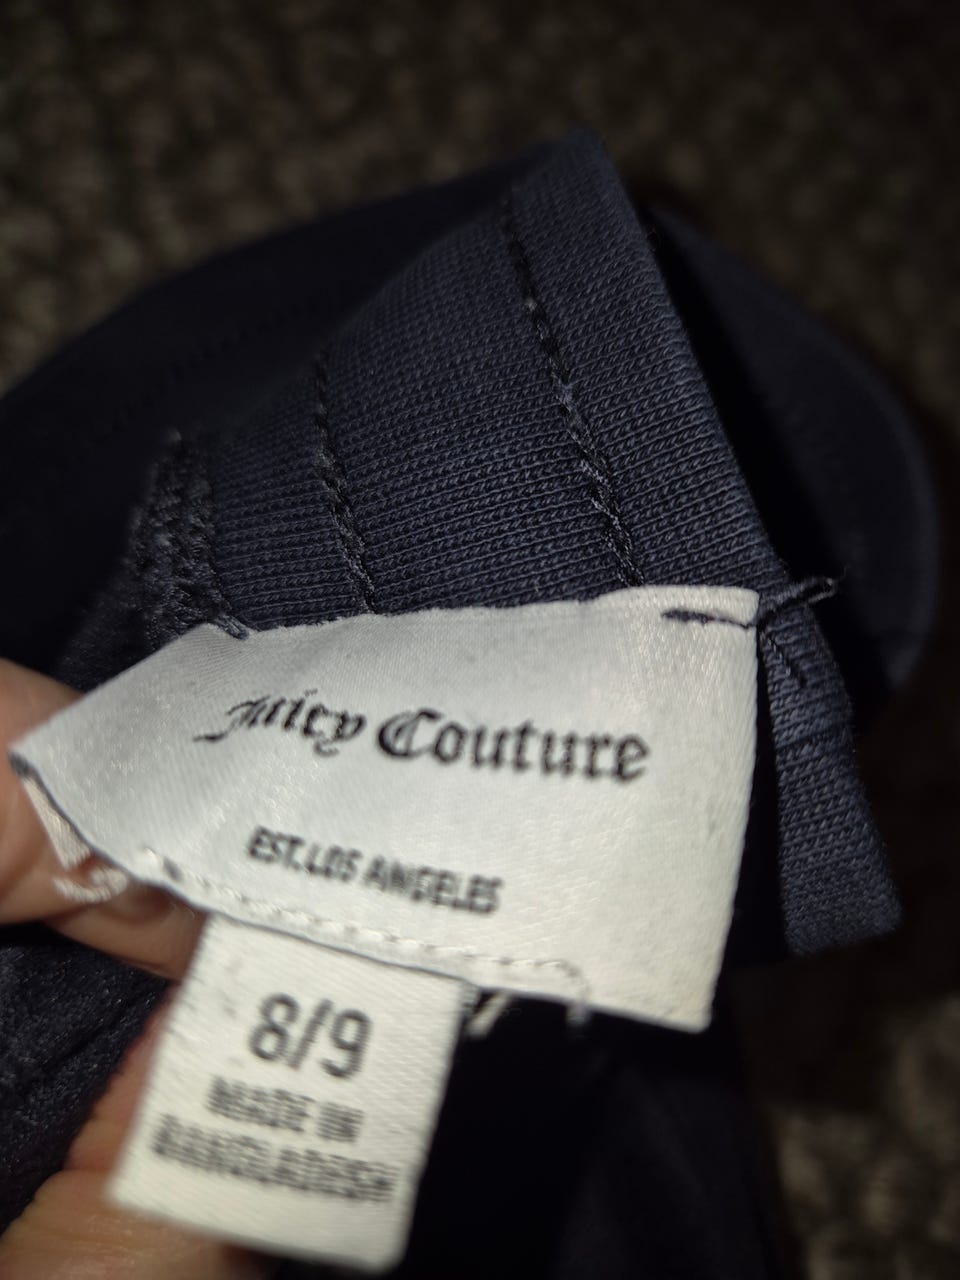 Juicy Couture
EST.LOS ANGELES
8/9
MADE IN
BANGLADESH